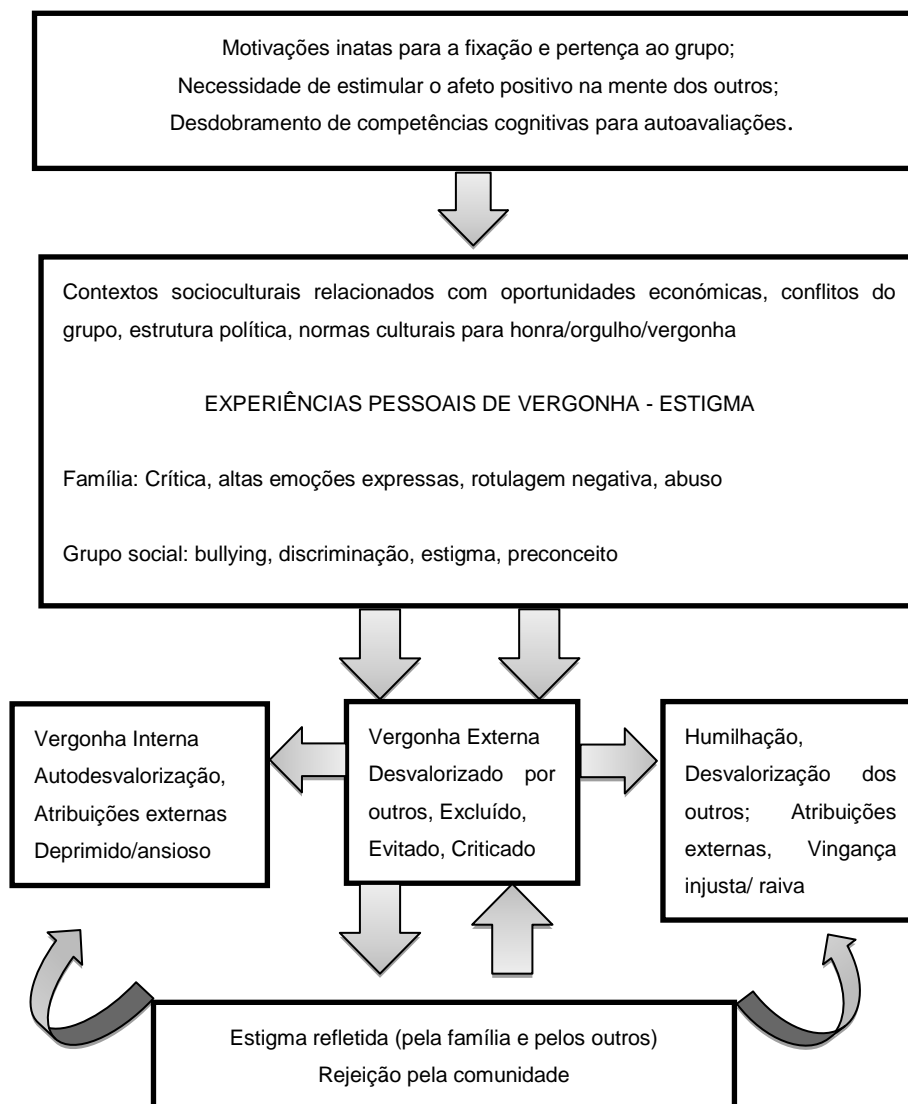 Motivações inatas para a fixação e pertença ao grupo;
Necessidade de estimular o afeto positivo na mente dos outros;
Desdobramento de competências cognitivas para autoavaliações.
Contextos socioculturais relacionados com oportunidades económicas, conflitos do
grupo, estrutura política, normas culturais para honra/orgulho/vergonha
EXPERIÊNCIAS PESSOAIS DE VERGONHA - ESTIGMA
Família: Crítica, altas emoções expressas, rotulagem negativa, abuso
Grupo social: bullying, discriminação, estigma, preconceito
Vergonha Interna
Autodesvalorização,
Atribuições externas
Deprimido/ansioso
Vergonha Externa
Desvalorizado por
outros, Excluído,
Evitado, Criticado
Humilhação,
Desvalorização dos
outros; Atribuições
externas, Vingança
injusta/ raiva
Estigma refletida (pela família e pelos outros)
Rejeição pela comunidade